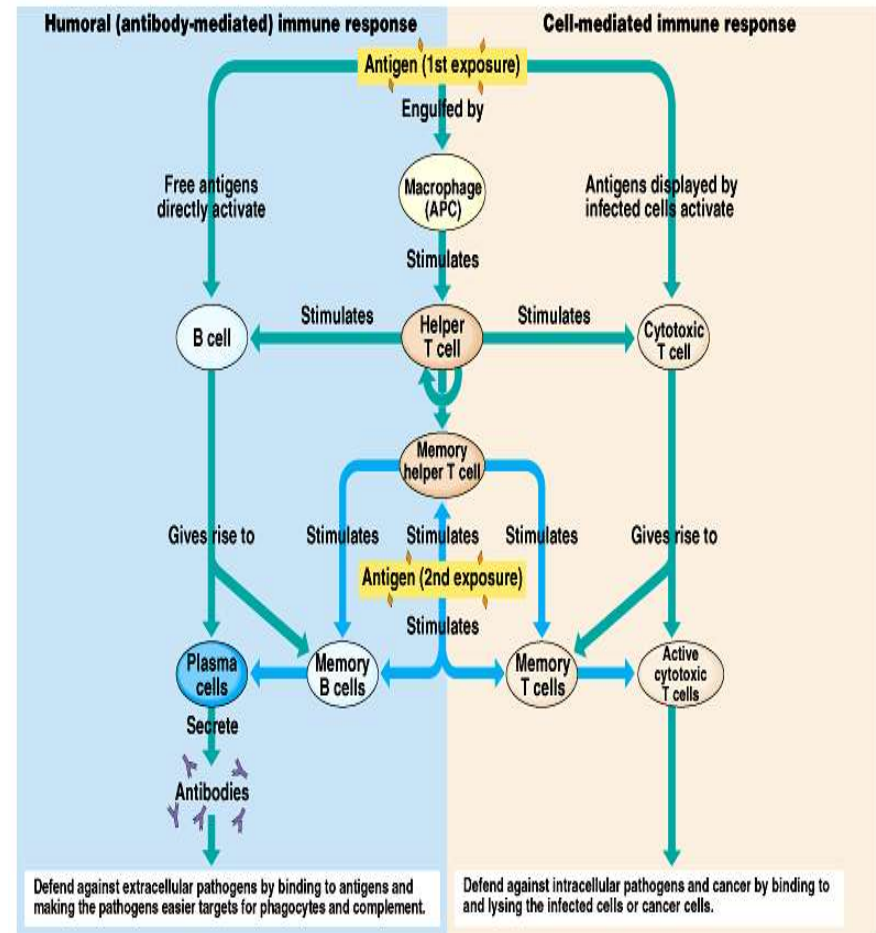 Humoral (antibody-mediated) immune response
Cell-mediated immune response
Antigen (1st exposure)
Engulfed by
Free antigens
directly activate
Macrophage
(APC)
Antigens displayed by
infected cells activate
Stimulates
B cell
Stimulates
Helper
T cell
Stimulates
Cytotoxic
T cell
Memory
helper T cell
Gives rise to
Stimulates
Stimulates
Stimulates
Gives rise to
Antigen (2nd exposure)
Stimulates
Plasma
cells
Memory
B cells
Memory
T cells
Active
cytotoxic
T cells
Secrete
Antibodies
Defend against extracellular pathogens by binding to antigens and
making the pathogens easier targets for phagocytes and complement.
Defend against intracellular pathogens and cancer by binding to
and lysing the infected cells or cancer cells.